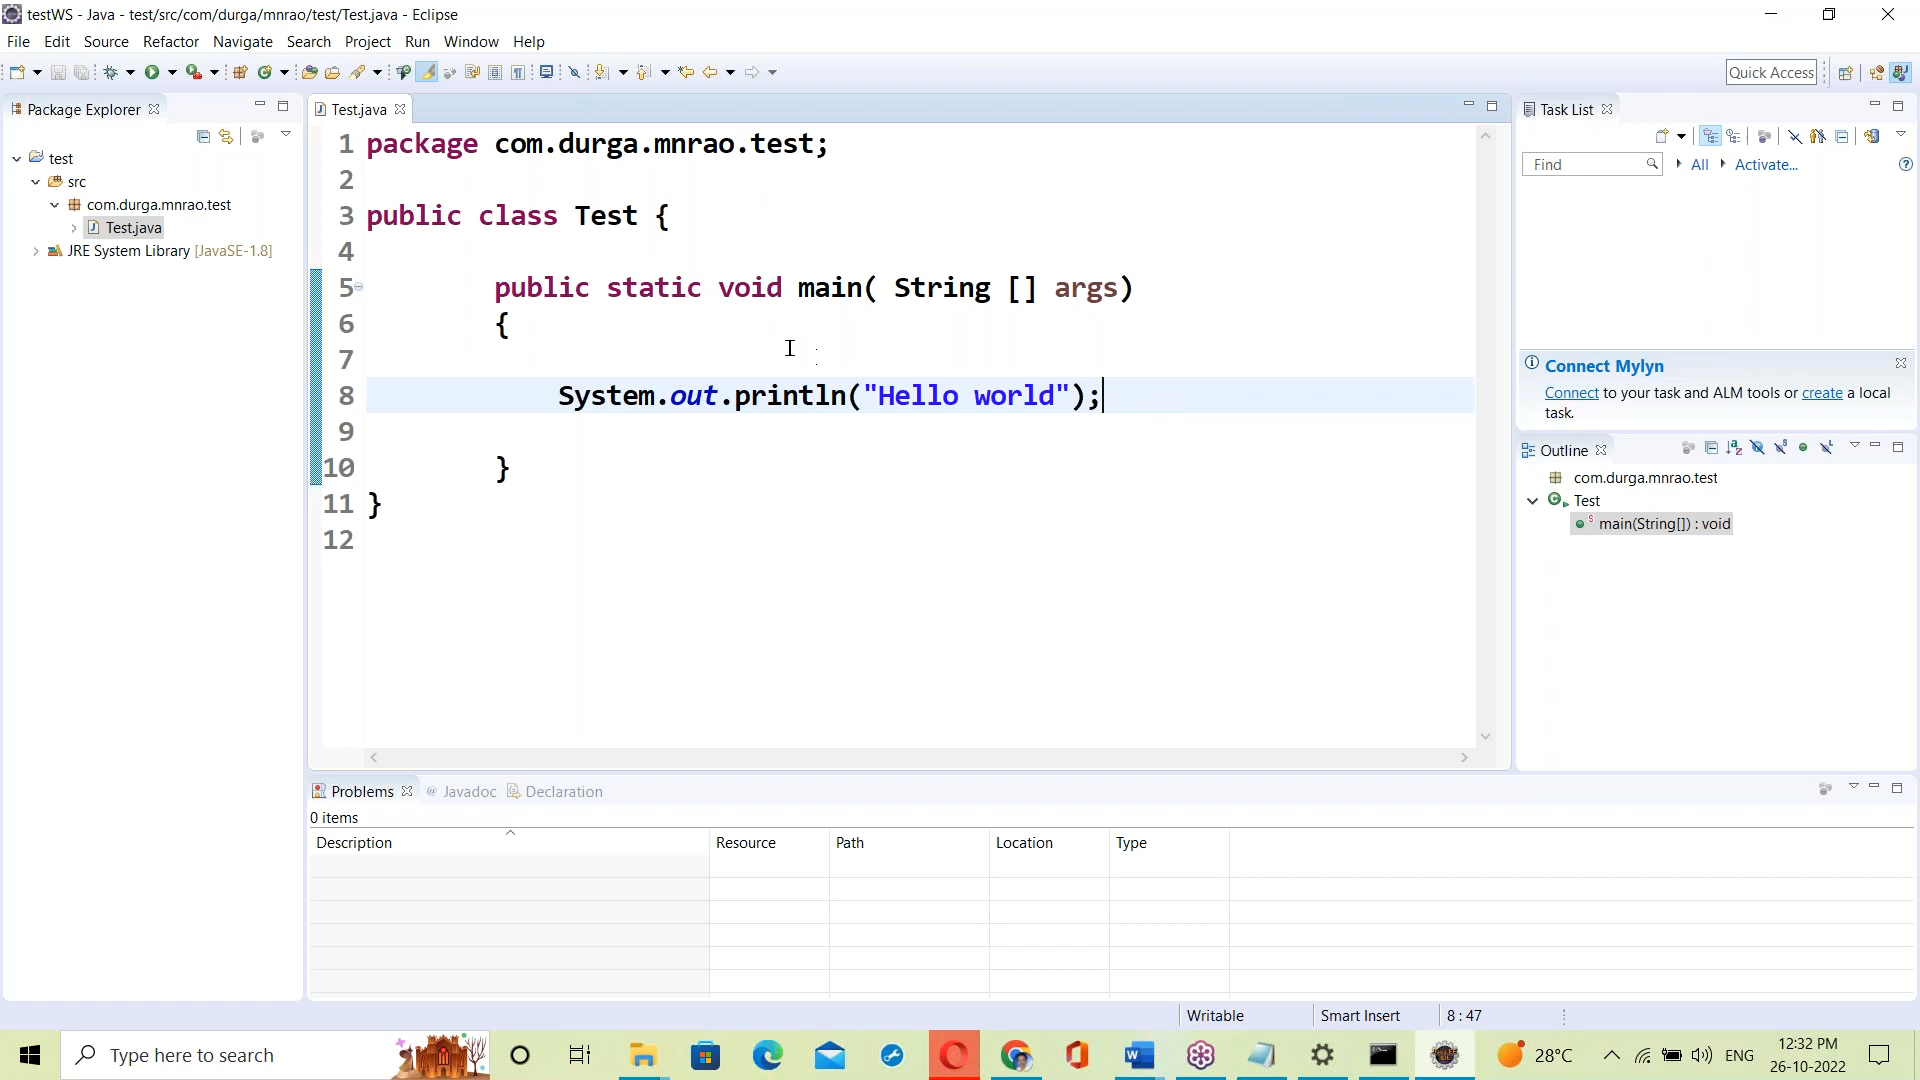 testWS - Java - test/src/com/durga/mnrao/test/Test.java - Eclipse
File Edit Source Refactor Navigate Search Project Run Window Help
Quick Access
Package Explorer
test
src
com.durga.mnrao.test
Test.java
JRE System Library [JavaSE-1.8]
Test.java
1 package com.durga.mnrao.test;
2
3 public class Test {
4
5 public static void main( String [] args)
6 {
7
8 System.out.println("Hello world");
9
10 }
11 }
12
Task List
Find All Activate...
Connect Mylyn
Connect to your task and ALM tools or create a local
task.
Outline
com.durga.mnrao.test
Test
main(String[]) : void
Problems @ Javadoc Declaration
0 items
Description Resource Path Location Type
Writable Smart Insert 8 : 47
Type here to search
28°C ENG 12:32 PM
26-10-2022